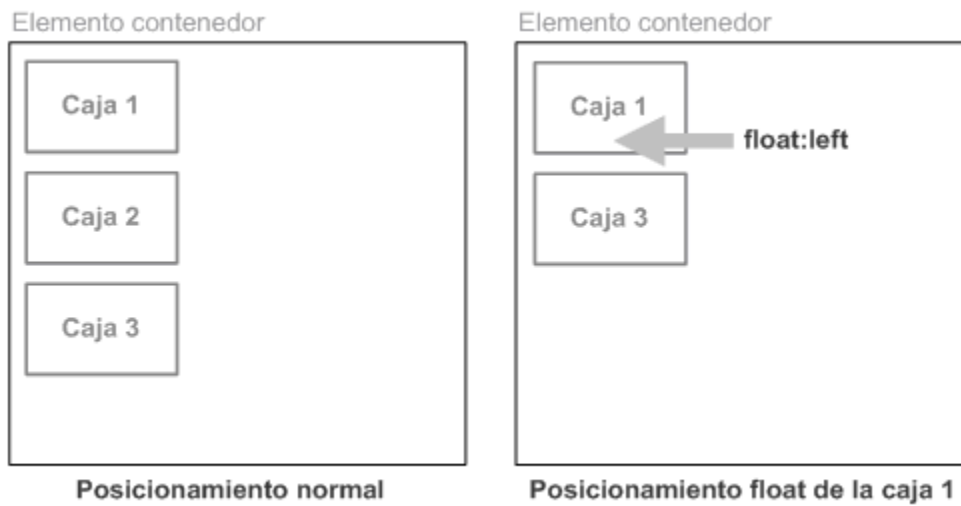 Elemento contenedor
Caja 1
Caja 2
Caja 3
Posicionamiento normal
Elemento contenedor
Caja 1
float:left
Caja 3
Posicionamiento float de la caja 1